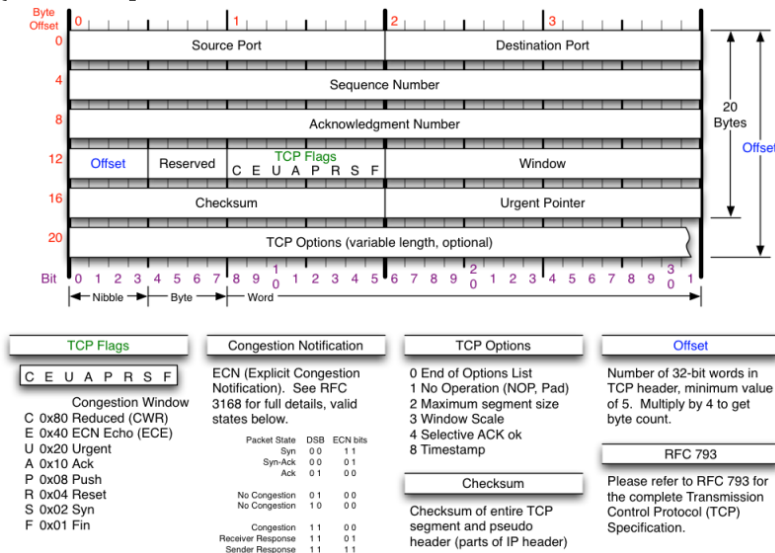 Byte
Offset
0 1 2 3
0 Source Port Destination Port
4 Sequence Number
8 Acknowledgment Number
20
Bytes
Offset
12 Offset Reserved TCP Flags Window
C E U A P R S F
16 Checksum Urgent Pointer
20 TCP Options (variable length, optional)
Bit 0 1 2 3 4 5 6 7 8 9 10 1 2 3 4 5 6 7 8 9 20 1 2 3 4 5 6 7 8 9 30 1
Nibble Byte Word
TCP Flags
C E U A P R S F
Congestion Window
C 0x80 Reduced (CWR)
E 0x40 ECN Echo (ECE)
U 0x20 Urgent
A 0x10 Ack
P 0x08 Push
R 0x04 Reset
S 0x02 Syn
F 0x01 Fin
Congestion Notification
ECN (Explicit Congestion
Notification). See RFC
3168 for full details, valid
states below.
Packet State DSB ECN bits
Syn 0 0 1 1
Syn-Ack 0 0 0 1
Ack 0 1 0 0
No Congestion 0 1 0 0
No Congestion 1 0 0 0
Congestion 1 1 0 0
Receiver Response 1 1 0 1
Sender Response 1 1 1 1
TCP Options
0 End of Options List
1 No Operation (NOP, Pad)
2 Maximum segment size
3 Window Scale
4 Selective ACK ok
8 Timestamp
Checksum
Checksum of entire TCP
segment and pseudo
header (parts of IP header)
Offset
Number of 32-bit words in
TCP header, minimum value
of 5. Multiply by 4 to get
byte count.
RFC 793
Please refer to RFC 793 for
the complete Transmission
Control Protocol (TCP)
Specification.